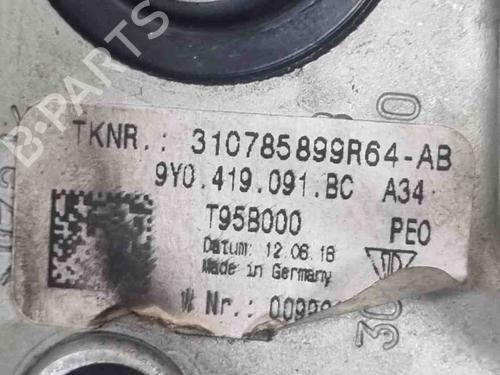 B-PARTS
TKNR.: 310785899R64-AB
9Y0.419.091.BC A34
T95B000 PEO
Datum: 12.06.18
Made in Germany
Nr.: